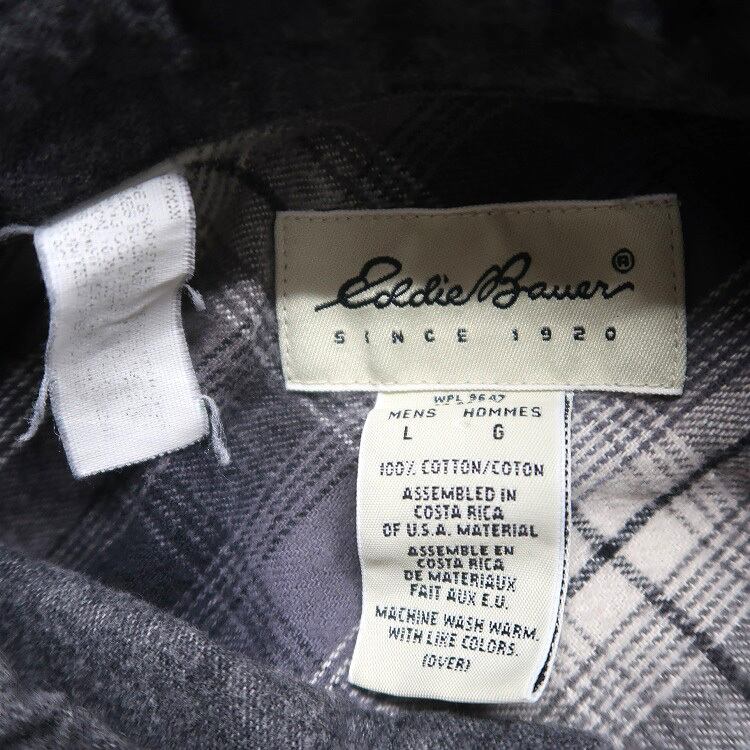 Eddie Bauer®
SINCE 1920
WPL 9647
MENS HOMMES
L G
100% COTTON/COTON
ASSEMBLED IN
COSTA RICA
OF U.S.A. MATERIAL
ASSEMBLE EN
COSTA RICA
DE MATERIAUX
FAIT AUX E.U.
MACHINE WASH WARM.
WITH LIKE COLORS.
(OVER)